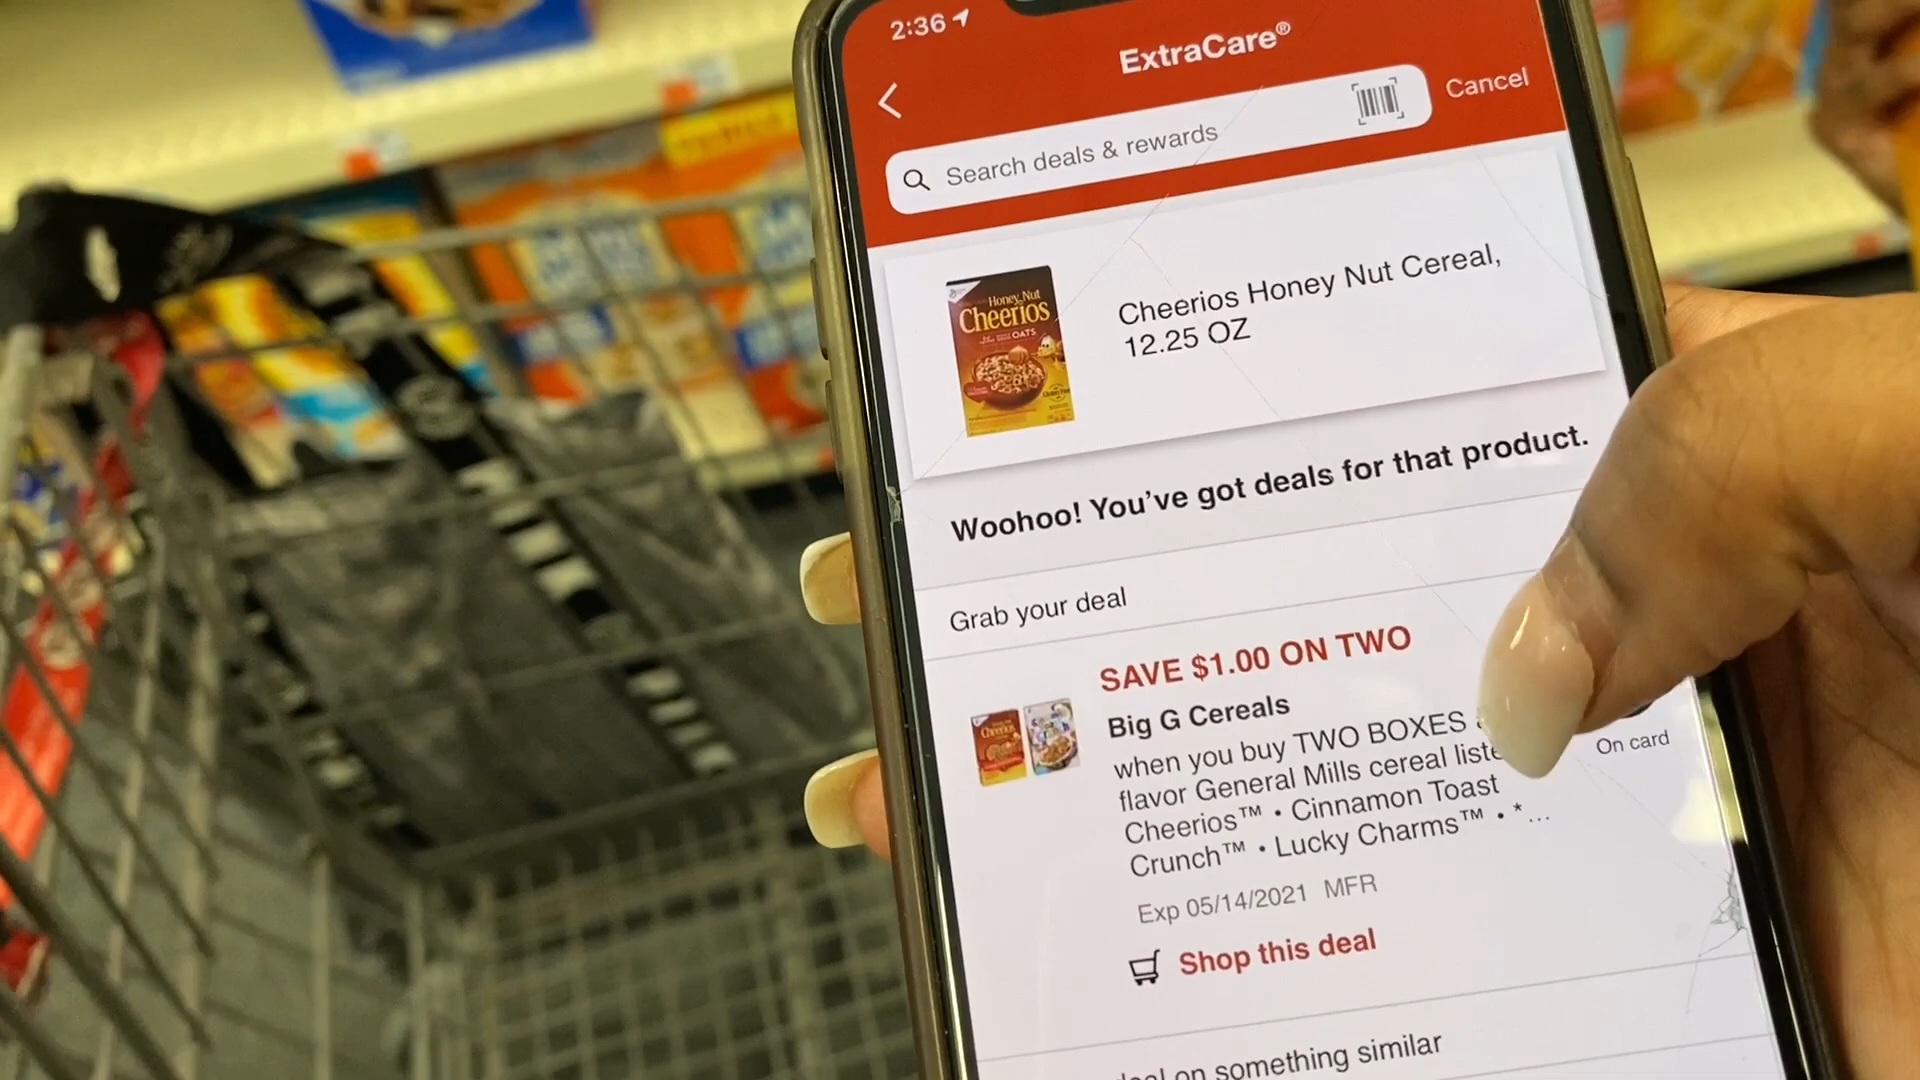 2:36
ExtraCare®
Search deals & rewards
Cancel
Honey Nut
Cheerios
OATS
Cheerios Honey Nut Cereal,
12.25 OZ
Woohoo! You've got deals for that product.
Grab your deal
SAVE $1.00 ON TWO
Big G Cereals
when you buy TWO BOXES
flavor General Mills cereal liste
Cheerios™ • Cinnamon Toast
Crunch™ • Lucky Charms™ • *...
On card
Exp 05/14/2021 MFR
Shop this deal
on something similar